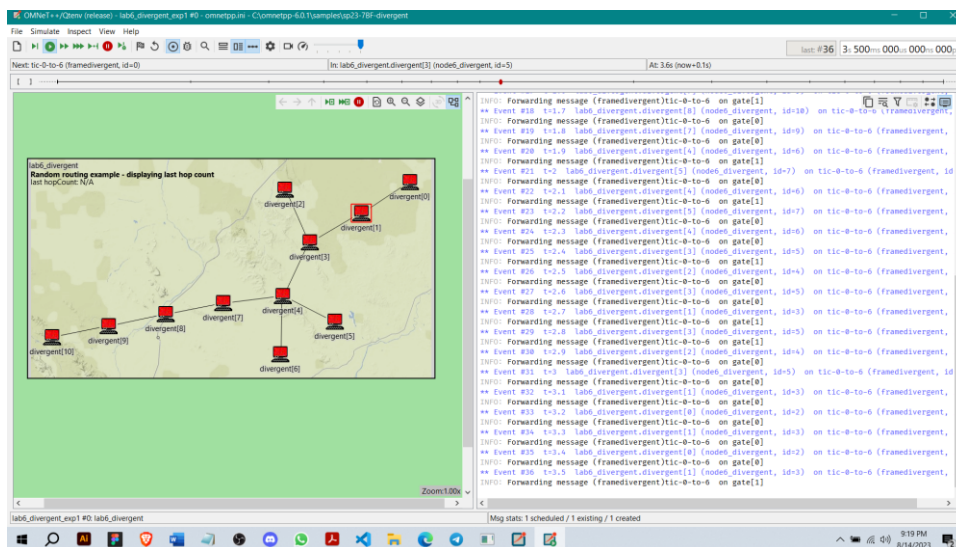 OMNeT++/Qtenv (release) - lab6_divergent_exp1 #0 - omnetpp.ini - C:\omnetpp-6.0.1\samples\sp23-7BF-divergent
File Simulate Inspect View Help
last: #36 3s 500ms 000us 000ns 000p
Next: tic-0-to-6 (framedivergent, id=0) In: lab6_divergent.divergent[3] (node6_divergent, id=5) At: 3.6s (now+0.1s)
lab6_divergent
Random routing example - displaying last hop count
last hopCount: N/A
divergent[2]
divergent[0]
divergent[1]
divergent[3]
divergent[4]
divergent[7]
divergent[8]
divergent[5]
divergent[9]
divergent[10]
divergent[6]
Zoom:1.00x
INFO: Forwarding message (framedivergent)tic-0-to-6 on gate[1]
** Event #18 t=1.7 lab6_divergent.divergent[8] (node6_divergent, id=10) on tic-0-to-6 (framedivergent,
INFO: Forwarding message (framedivergent)tic-0-to-6 on gate[0]
** Event #19 t=1.8 lab6_divergent.divergent[7] (node6_divergent, id=9) on tic-0-to-6 (framedivergent,
INFO: Forwarding message (framedivergent)tic-0-to-6 on gate[0]
** Event #20 t=1.9 lab6_divergent.divergent[4] (node6_divergent, id=6) on tic-0-to-6 (framedivergent,
INFO: Forwarding message (framedivergent)tic-0-to-6 on gate[1]
** Event #21 t=2 lab6_divergent.divergent[5] (node6_divergent, id=7) on tic-0-to-6 (framedivergent, id
INFO: Forwarding message (framedivergent)tic-0-to-6 on gate[0]
** Event #22 t=2.1 lab6_divergent.divergent[4] (node6_divergent, id=6) on tic-0-to-6 (framedivergent,
INFO: Forwarding message (framedivergent)tic-0-to-6 on gate[1]
** Event #23 t=2.2 lab6_divergent.divergent[5] (node6_divergent, id=7) on tic-0-to-6 (framedivergent,
INFO: Forwarding message (framedivergent)tic-0-to-6 on gate[0]
** Event #24 t=2.3 lab6_divergent.divergent[4] (node6_divergent, id=6) on tic-0-to-6 (framedivergent,
INFO: Forwarding message (framedivergent)tic-0-to-6 on gate[0]
** Event #25 t=2.4 lab6_divergent.divergent[3] (node6_divergent, id=5) on tic-0-to-6 (framedivergent,
INFO: Forwarding message (framedivergent)tic-0-to-6 on gate[1]
** Event #26 t=2.5 lab6_divergent.divergent[2] (node6_divergent, id=4) on tic-0-to-6 (framedivergent,
INFO: Forwarding message (framedivergent)tic-0-to-6 on gate[0]
** Event #27 t=2.6 lab6_divergent.divergent[3] (node6_divergent, id=5) on tic-0-to-6 (framedivergent,
INFO: Forwarding message (framedivergent)tic-0-to-6 on gate[0]
** Event #28 t=2.7 lab6_divergent.divergent[1] (node6_divergent, id=3) on tic-0-to-6 (framedivergent,
INFO: Forwarding message (framedivergent)tic-0-to-6 on gate[1]
** Event #29 t=2.8 lab6_divergent.divergent[3] (node6_divergent, id=5) on tic-0-to-6 (framedivergent,
INFO: Forwarding message (framedivergent)tic-0-to-6 on gate[1]
** Event #30 t=2.9 lab6_divergent.divergent[2] (node6_divergent, id=4) on tic-0-to-6 (framedivergent,
INFO: Forwarding message (framedivergent)tic-0-to-6 on gate[0]
** Event #31 t=3 lab6_divergent.divergent[3] (node6_divergent, id=5) on tic-0-to-6 (framedivergent, id
INFO: Forwarding message (framedivergent)tic-0-to-6 on gate[0]
** Event #32 t=3.1 lab6_divergent.divergent[1] (node6_divergent, id=3) on tic-0-to-6 (framedivergent,
INFO: Forwarding message (framedivergent)tic-0-to-6 on gate[0]
** Event #33 t=3.2 lab6_divergent.divergent[0] (node6_divergent, id=2) on tic-0-to-6 (framedivergent,
INFO: Forwarding message (framedivergent)tic-0-to-6 on gate[0]
** Event #34 t=3.3 lab6_divergent.divergent[1] (node6_divergent, id=3) on tic-0-to-6 (framedivergent,
INFO: Forwarding message (framedivergent)tic-0-to-6 on gate[0]
** Event #35 t=3.4 lab6_divergent.divergent[0] (node6_divergent, id=2) on tic-0-to-6 (framedivergent,
INFO: Forwarding message (framedivergent)tic-0-to-6 on gate[0]
** Event #36 t=3.5 lab6_divergent.divergent[1] (node6_divergent, id=3) on tic-0-to-6 (framedivergent,
INFO: Forwarding message (framedivergent)tic-0-to-6 on gate[1]
lab6_divergent_exp1 #0: lab6_divergent Msg stats: 1 scheduled / 1 existing / 1 created
9:19 PM
8/14/2023